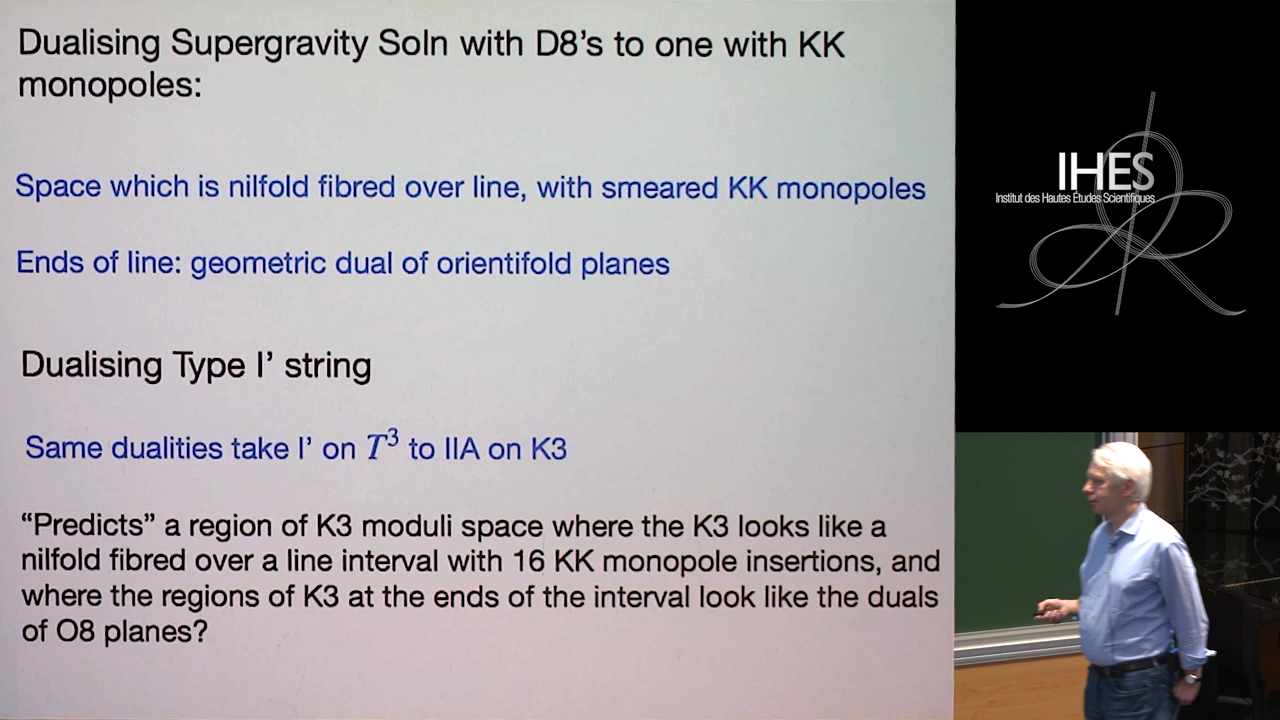 Dualising Supergravity Soln with D8's to one with KK
monopoles:
Space which is nilfold fibred over line, with smeared KK monopoles
Ends of line: geometric dual of orientifold planes
Dualising Type I' string
Same dualities take I' on T³ to IIA on K3
“Predicts” a region of K3 moduli space where the K3 looks like a
nilfold fibred over a line interval with 16 KK monopole insertions, and
where the regions of K3 at the ends of the interval look like the duals
of O8 planes?
IHES
Institut des Hautes Études Scientifiques